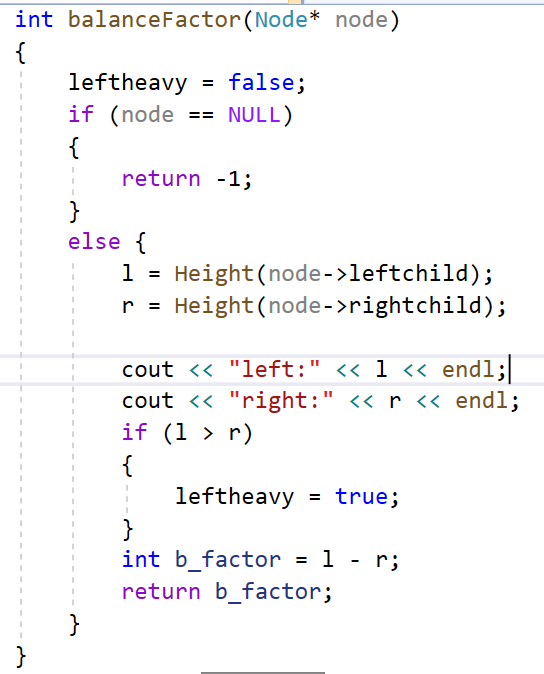 int balanceFactor(Node* node)
{
    leftheavy = false;
    if (node == NULL)
    {
        return -1;
    }
    else {
        l = Height(node->leftchild);
        r = Height(node->rightchild);

        cout << "left:" << l << endl;
        cout << "right:" << r << endl;
        if (l > r)
        {
            leftheavy = true;
        }
        int b_factor = l - r;
        return b_factor;
    }
}